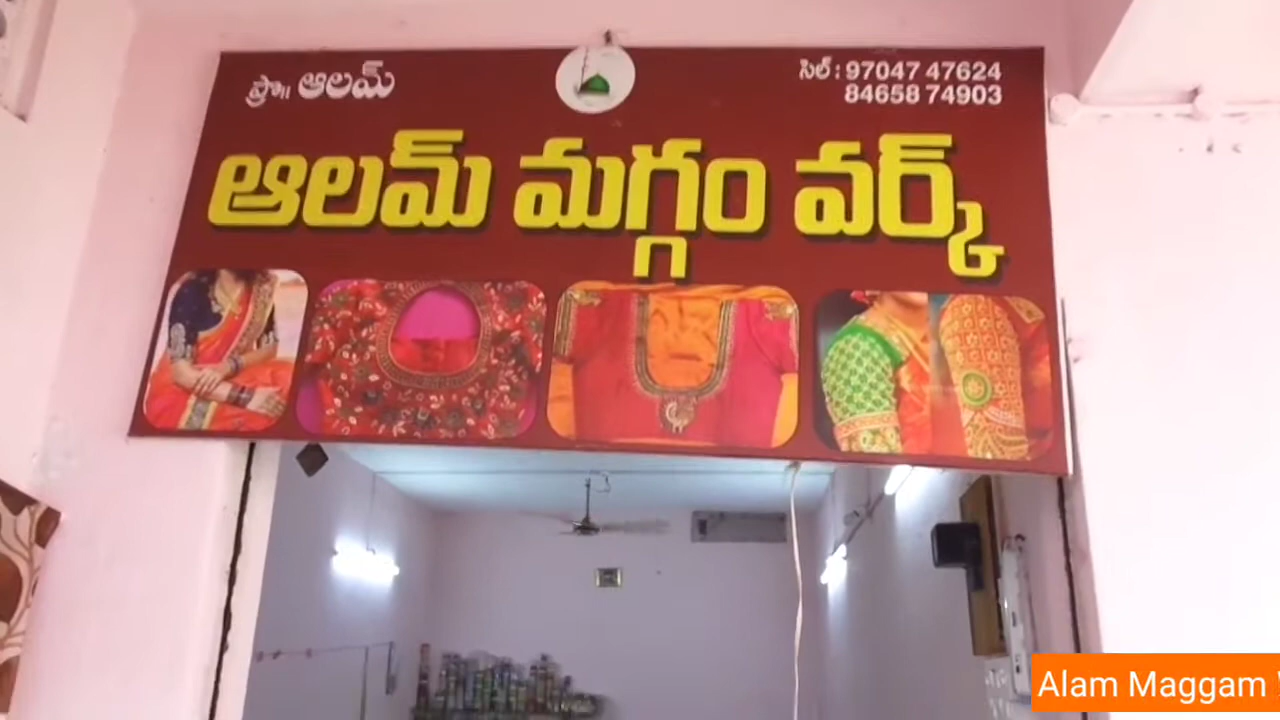 ప్రొ॥ ఆలమ్
సెల్ : 97047 47624
84658 74903
ఆలమ్ మగ్గం వర్క్
Alam Maggam